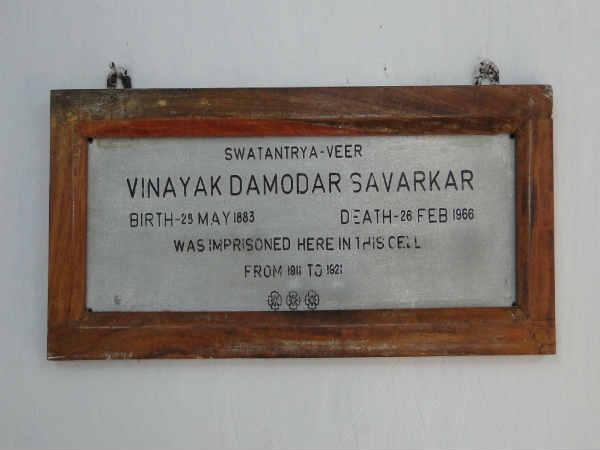 SWATANTRYA-VEER
VINAYAK DAMODAR SAVARKAR
BIRTH-28 MAY 1883 DEATH-26 FEB 1966
WAS IMPRISONED HERE IN THIS CELL
FROM 1911 TO 1921